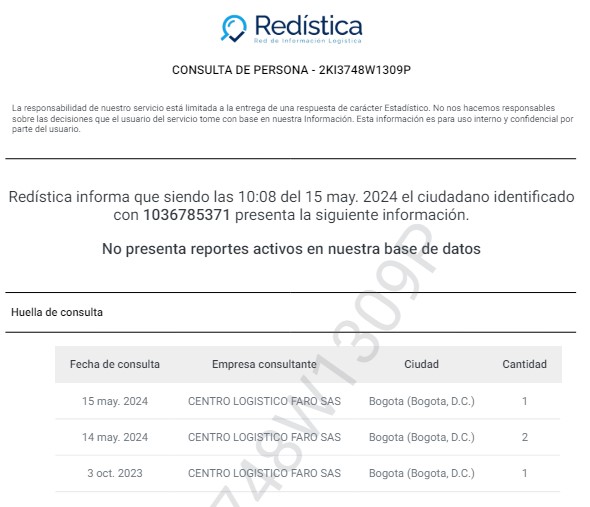 Redística
Red de Información Logística
CONSULTA DE PERSONA - 2KI3748W1309P
La responsabilidad de nuestro servicio está limitada a la entrega de una respuesta de carácter Estadístico. No nos hacemos responsables
sobre las decisiones que el usuario del servicio tome con base en nuestra Información. Esta información es para uso interno y confidencial por
parte del usuario.
Redística informa que siendo las 10:08 del 15 may. 2024 el ciudadano identificado
con 1036785371 presenta la siguiente información.
No presenta reportes activos en nuestra base de datos
Huella de consulta
Fecha de consulta Empresa consultante Ciudad Cantidad
15 may. 2024 CENTRO LOGISTICO FARO SAS Bogota (Bogota, D.C.) 1
14 may. 2024 CENTRO LOGISTICO FARO SAS Bogota (Bogota, D.C.) 2
3 oct. 2023 CENTRO LOGISTICO FARO SAS Bogota (Bogota, D.C.) 1
748W1309P